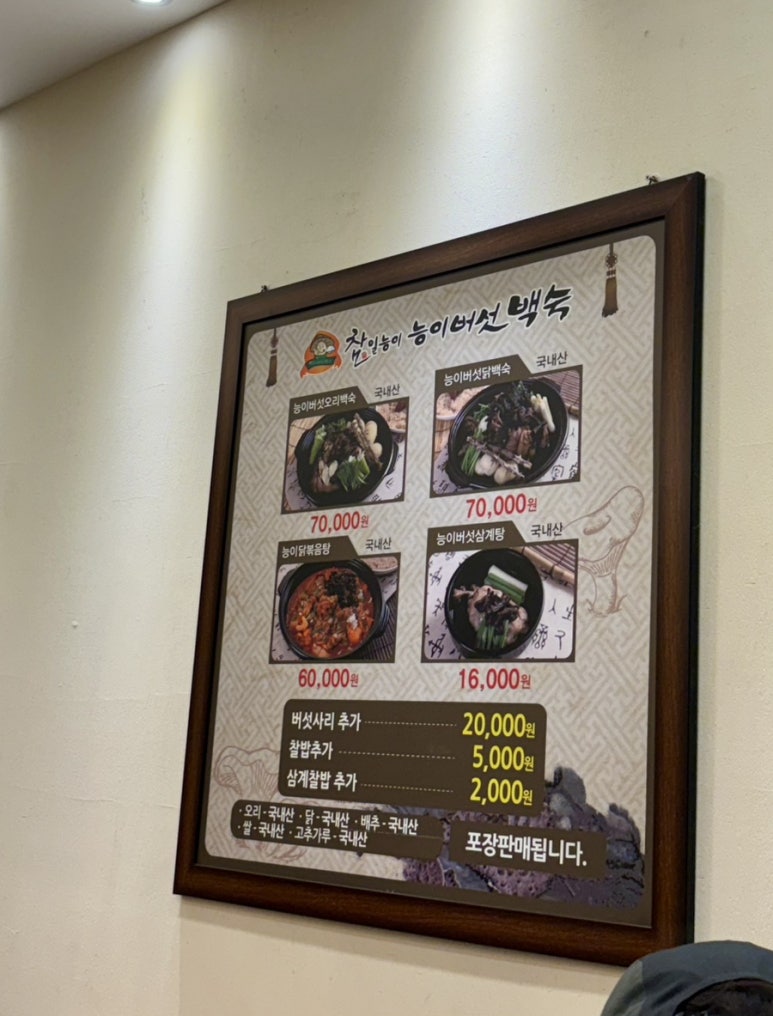 참일능이 능이버섯백숙
능이버섯오리백숙 국내산
70,000원
능이버섯닭백숙 국내산
70,000원
능이닭볶음탕 국내산
60,000원
능이버섯삼계탕 국내산
16,000원
버섯사리 추가 20,000원
찰밥추가 5,000원
삼계찰밥 추가 2,000원
· 오리 - 국내산 · 닭 - 국내산 · 배추 - 국내산
· 쌀 - 국내산 · 고추가루 - 국내산
포장판매됩니다.